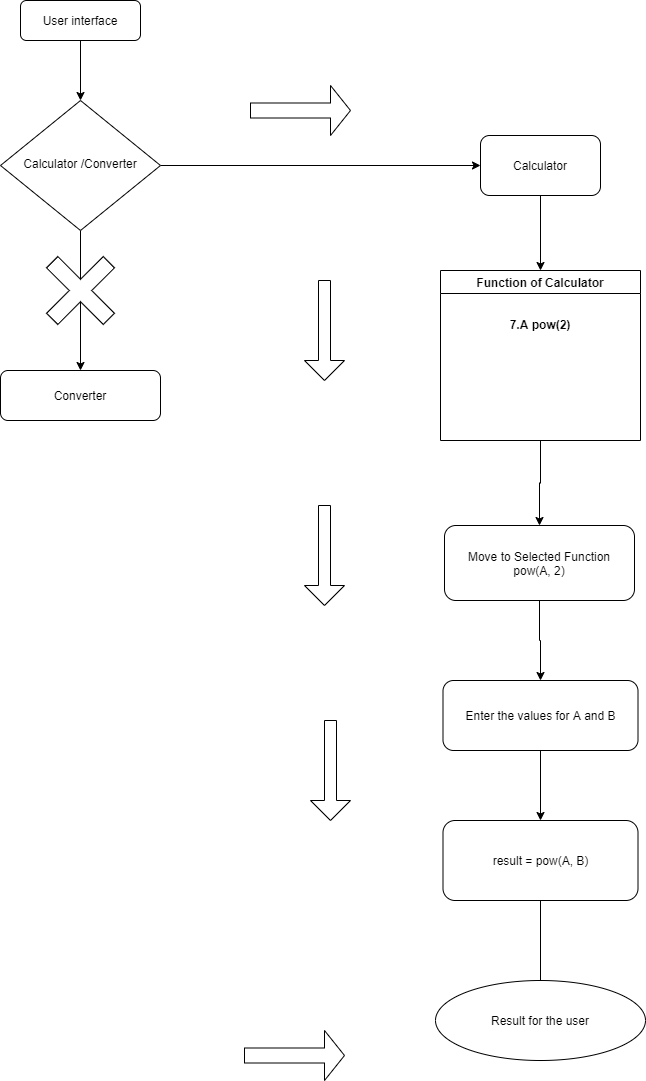 User interface
Calculator /Converter
Calculator
Function of Calculator
7.A pow(2)
Converter
Move to Selected Function
pow(A, 2)
Enter the values for A and B
result = pow(A, B)
Result for the user